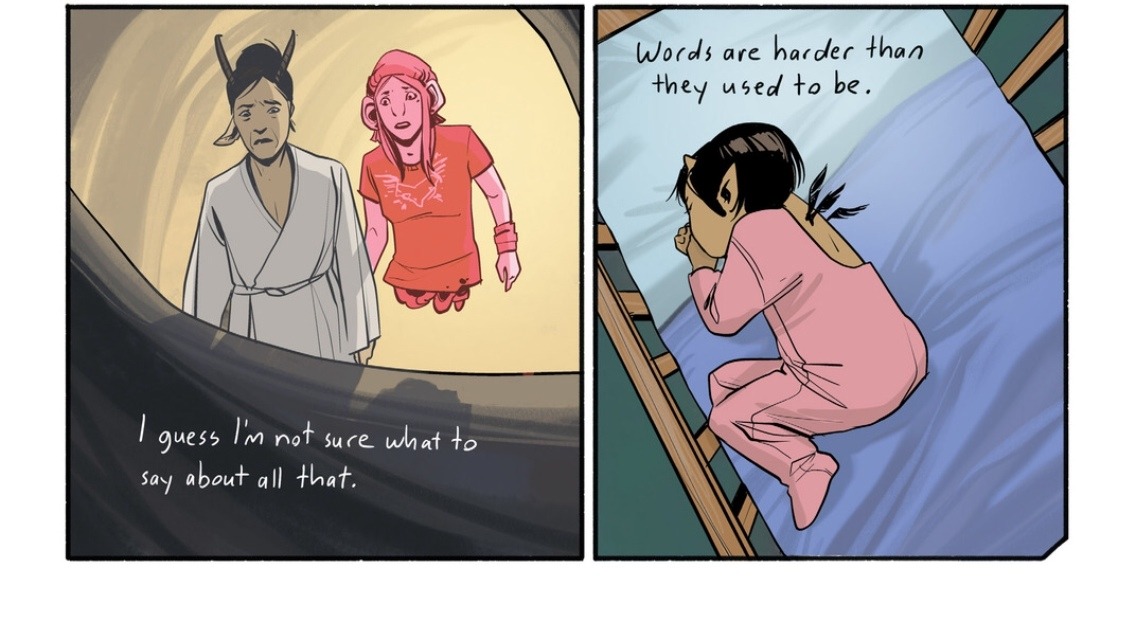 I guess I'm not sure what to
say about all that.
Words are harder than
they used to be.